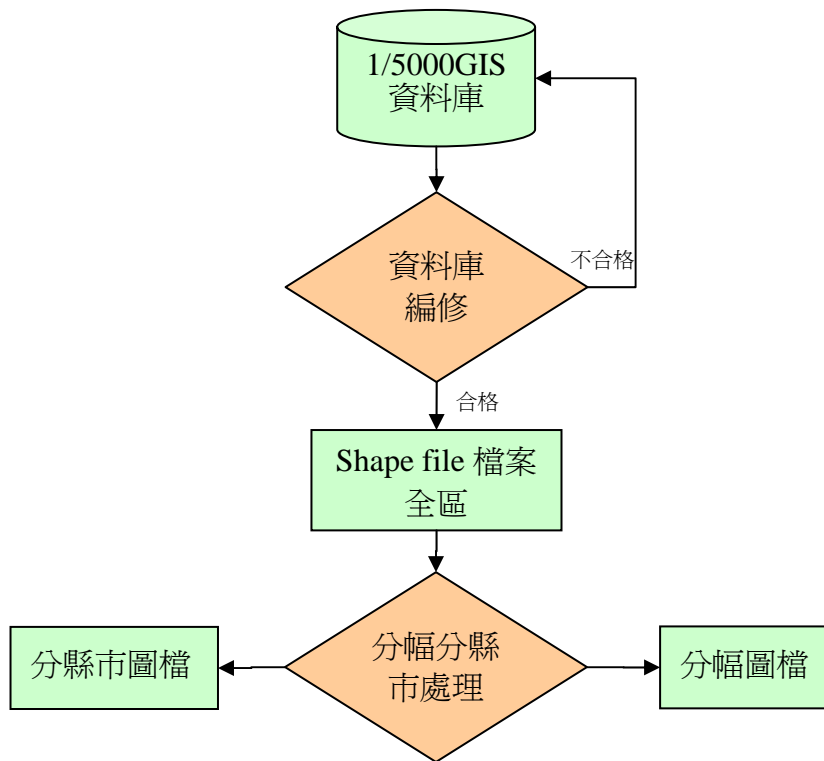 1/5000GIS
資料庫
資料庫
編修
不合格
合格
Shape file 檔案
全區
分幅分縣
市處理
分縣市圖檔
分幅圖檔